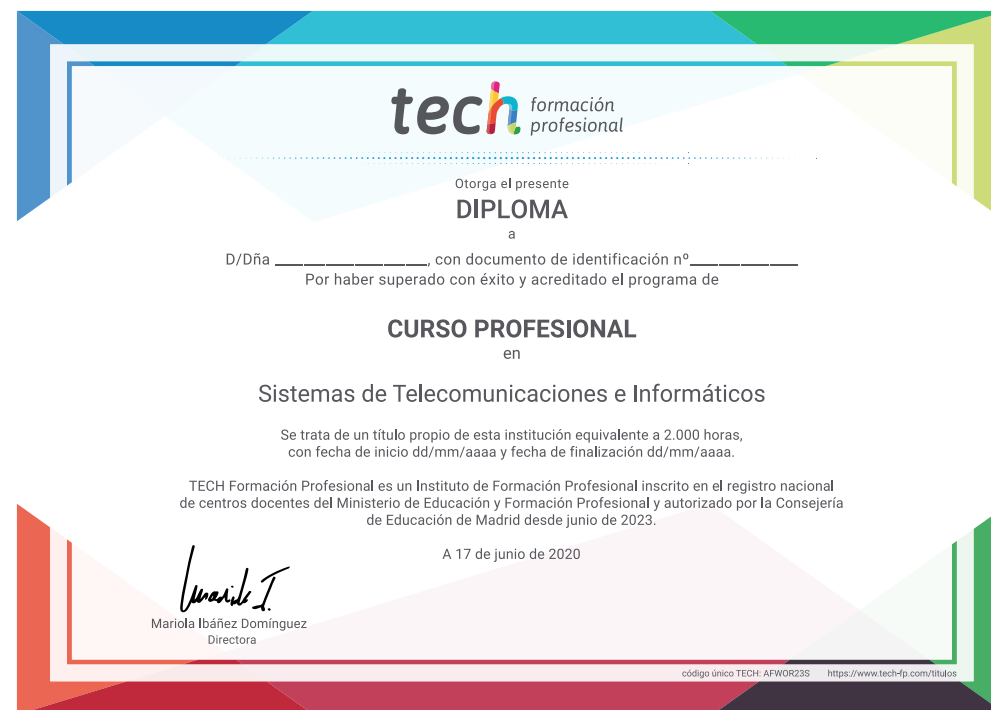 tech formación
profesional
Otorga el presente
DIPLOMA
a
D/Dña ______________, con documento de identificación nº__________
Por haber superado con éxito y acreditado el programa de
CURSO PROFESIONAL
en
Sistemas de Telecomunicaciones e Informáticos
Se trata de un título propio de esta institución equivalente a 2.000 horas,
con fecha de inicio dd/mm/aaaa y fecha de finalización dd/mm/aaaa.
TECH Formación Profesional es un Instituto de Formación Profesional inscrito en el registro nacional
de centros docentes del Ministerio de Educación y Formación Profesional y autorizado por la Consejería
de Educación de Madrid desde junio de 2023.
A 17 de junio de 2020
Mariola I.
Mariola Ibáñez Domínguez
Directora
código único TECH: AFWOR23S https://www.tech-fp.com/titulos